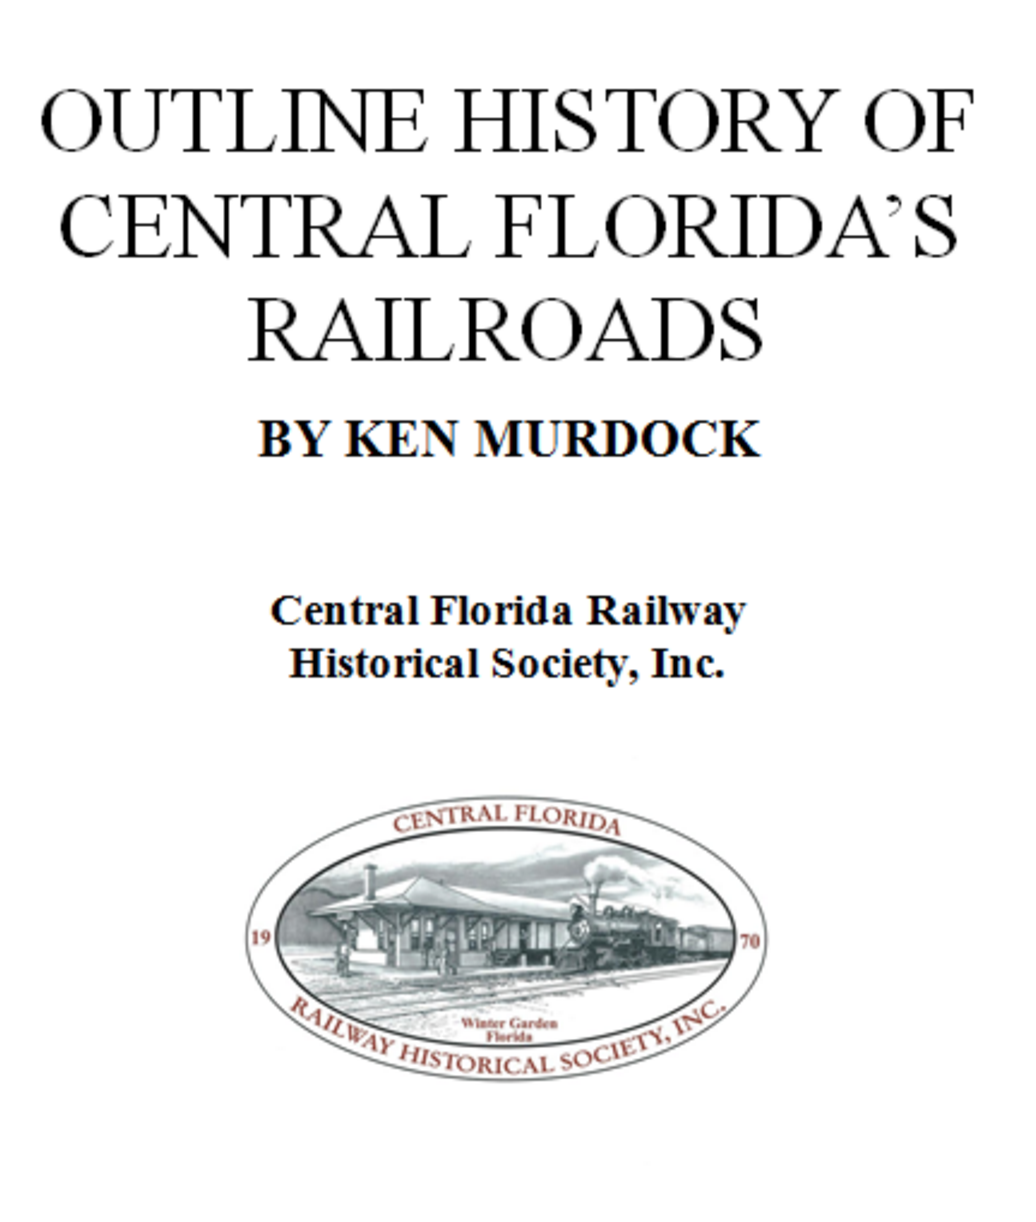 OUTLINE HISTORY OF
CENTRAL FLORIDA'S
RAILROADS
BY KEN MURDOCK
Central Florida Railway
Historical Society, Inc.
CENTRAL FLORIDA
19 70
Winter Garden
Florida
RAILWAY HISTORICAL SOCIETY, INC.